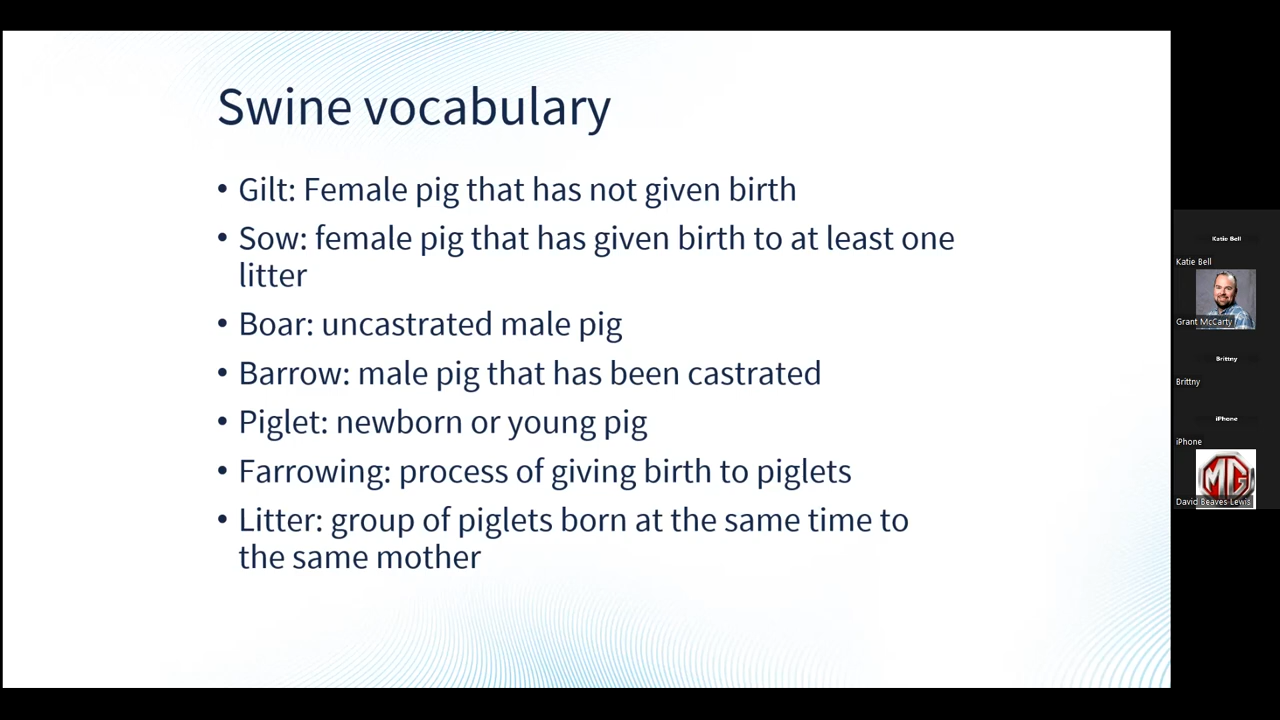 Swine vocabulary
• Gilt: Female pig that has not given birth
• Sow: female pig that has given birth to at least one
litter
• Boar: uncastrated male pig
• Barrow: male pig that has been castrated
• Piglet: newborn or young pig
• Farrowing: process of giving birth to piglets
• Litter: group of piglets born at the same time to
the same mother
Katie Bell
Katie Bell
Grant McCarty
Brittny
Brittny
iPhone
iPhone
MG
David Beaves Lewis